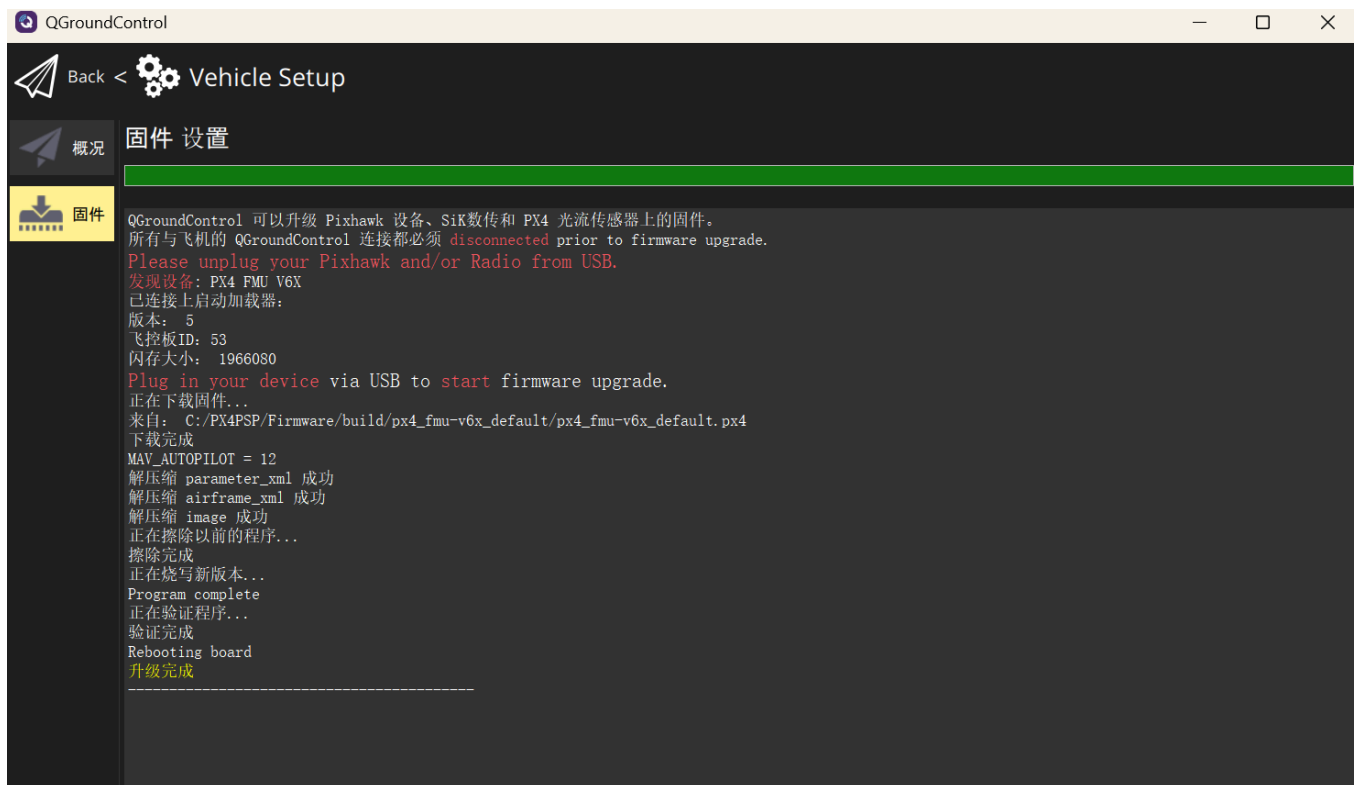 QGroundControl
Back < Vehicle Setup
概况
固件
固件 设置
QGroundControl 可以升级 Pixhawk 设备、SiK数传和 PX4 光流传感器上的固件。
所有与飞机的 QGroundControl 连接都必须 disconnected prior to firmware upgrade.
Please unplug your Pixhawk and/or Radio from USB.
发现设备: PX4 FMU V6X
已连接上启动加载器:
版本： 5
飞控板ID: 53
闪存大小： 1966080
Plug in your device via USB to start firmware upgrade.
正在下载固件...
来自： C:/PX4PSP/Firmware/build/px4_fmu-v6x_default/px4_fmu-v6x_default.px4
下载完成
MAV_AUTOPILOT = 12
解压缩 parameter_xml 成功
解压缩 airframe_xml 成功
解压缩 image 成功
正在擦除以前的程序...
擦除完成
正在烧写新版本...
Program complete
正在验证程序...
验证完成
Rebooting board
升级完成
------------------------------------------